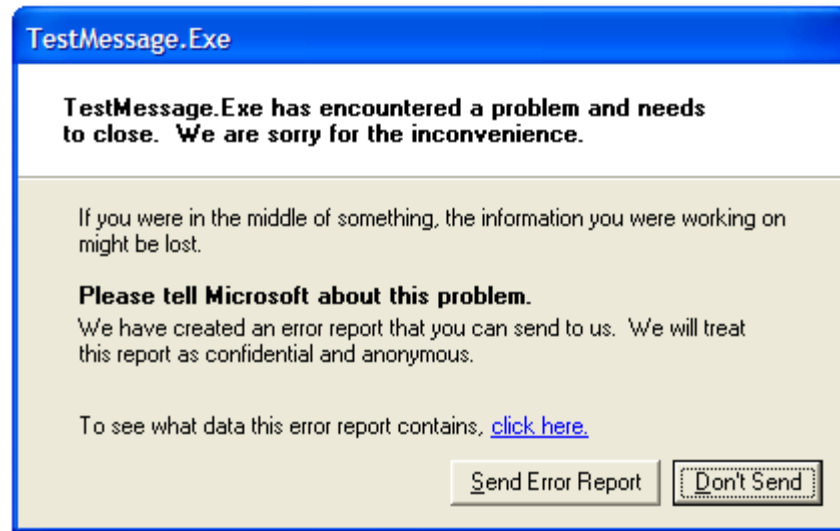 TestMessage.Exe
TestMessage.Exe has encountered a problem and needs
to close.  We are sorry for the inconvenience.
If you were in the middle of something, the information you were working on
might be lost.
Please tell Microsoft about this problem.
We have created an error report that you can send to us.  We will treat
this report as confidential and anonymous.
To see what data this error report contains, click here.
Send Error Report Don't Send